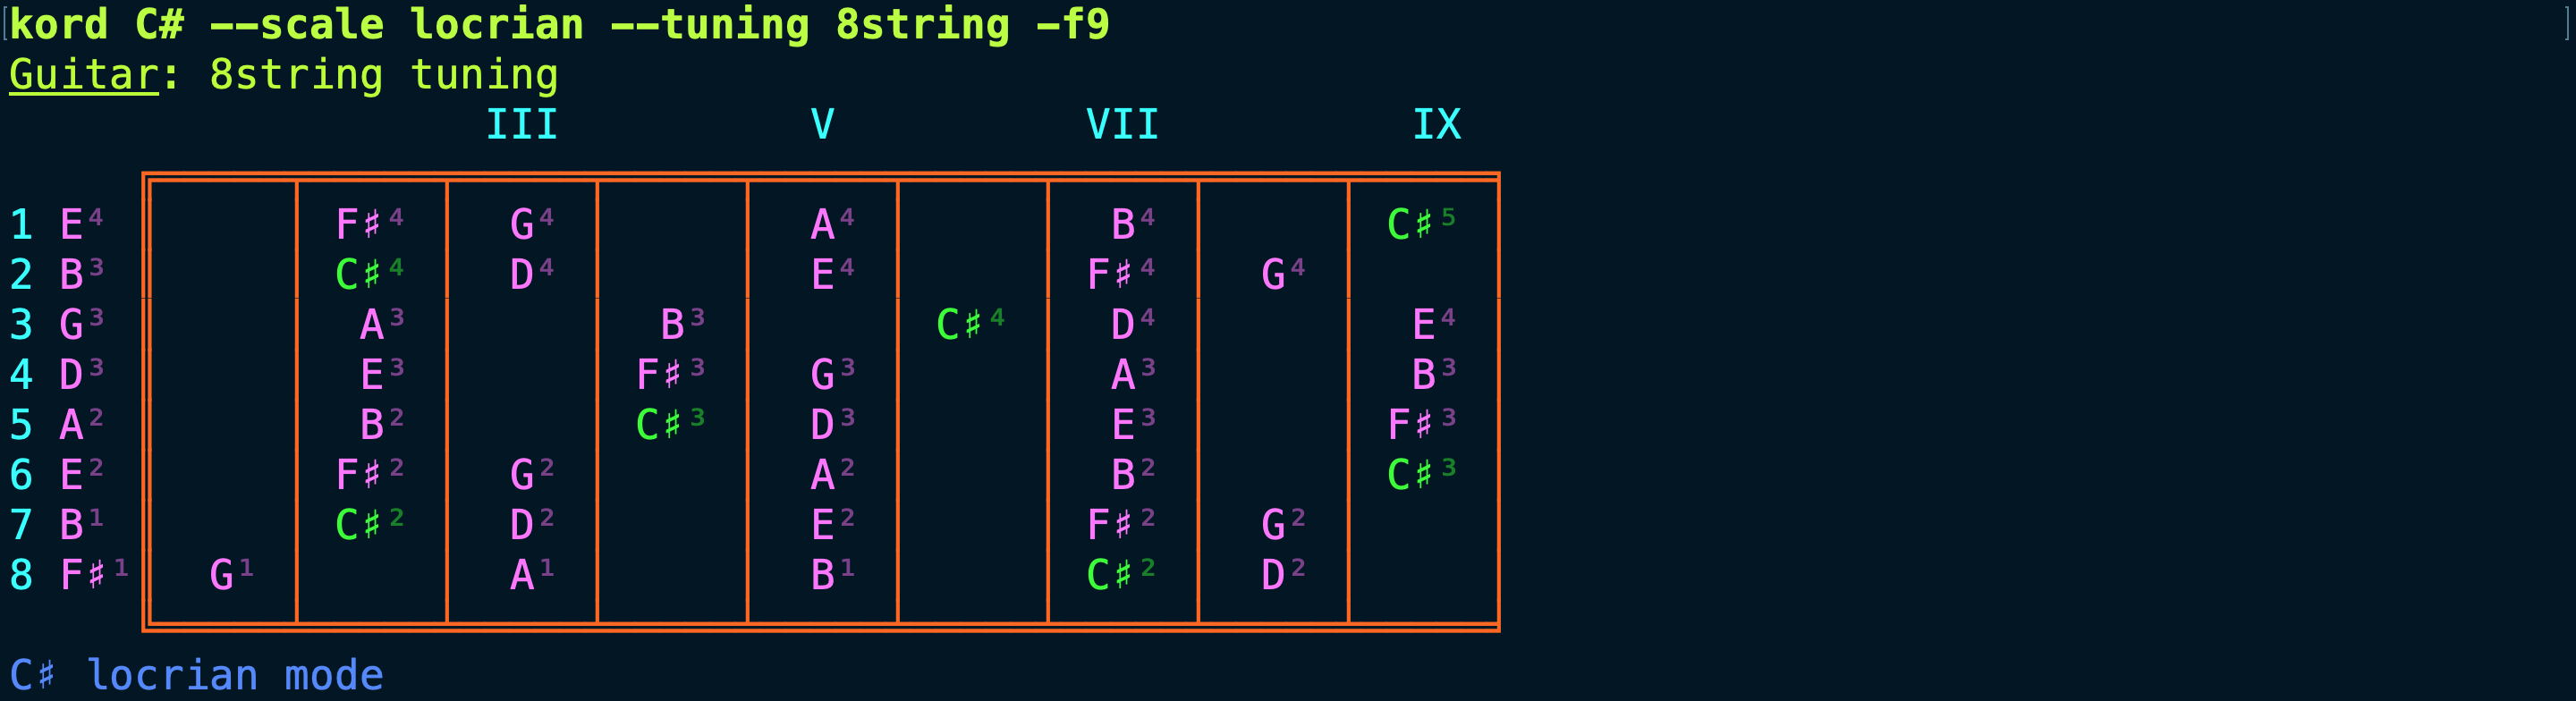 kord C# --scale locrian --tuning 8string -f9
Guitar: 8string tuning
III V VII IX
1 E⁴ F♯⁴ G⁴ A⁴ B⁴ C♯⁵
2 B³ C♯⁴ D⁴ E⁴ F♯⁴ G⁴
3 G³ A³ B³ C♯⁴ D⁴ E⁴
4 D³ E³ F♯³ G³ A³ B³
5 A² B² C♯³ D³ E³ F♯³
6 E² F♯² G² A² B² C♯³
7 B¹ C♯² D² E² F♯² G²
8 F♯¹ G¹ A¹ B¹ C♯² D²
C♯ locrian mode